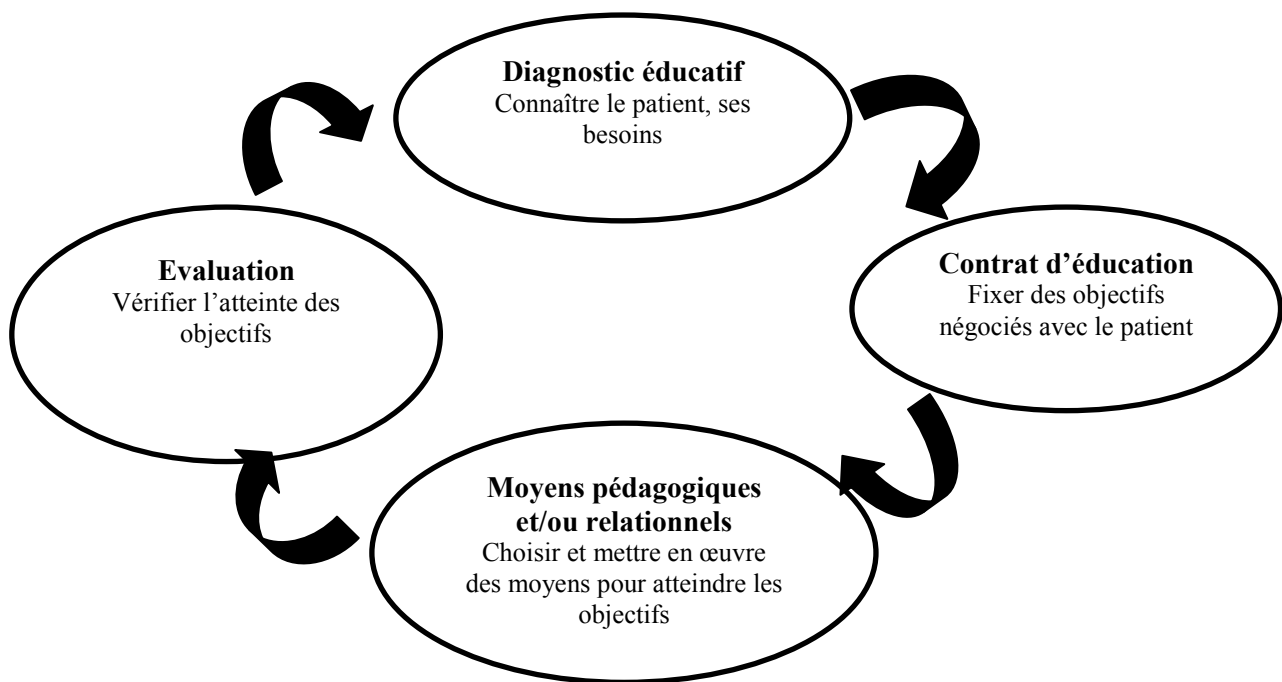 Diagnostic éducatif
Connaître le patient, ses
besoins
Contrat d’éducation
Fixer des objectifs
négociés avec le patient
Moyens pédagogiques
et/ou relationnels
Choisir et mettre en œuvre
des moyens pour atteindre les
objectifs
Evaluation
Vérifier l’atteinte des
objectifs